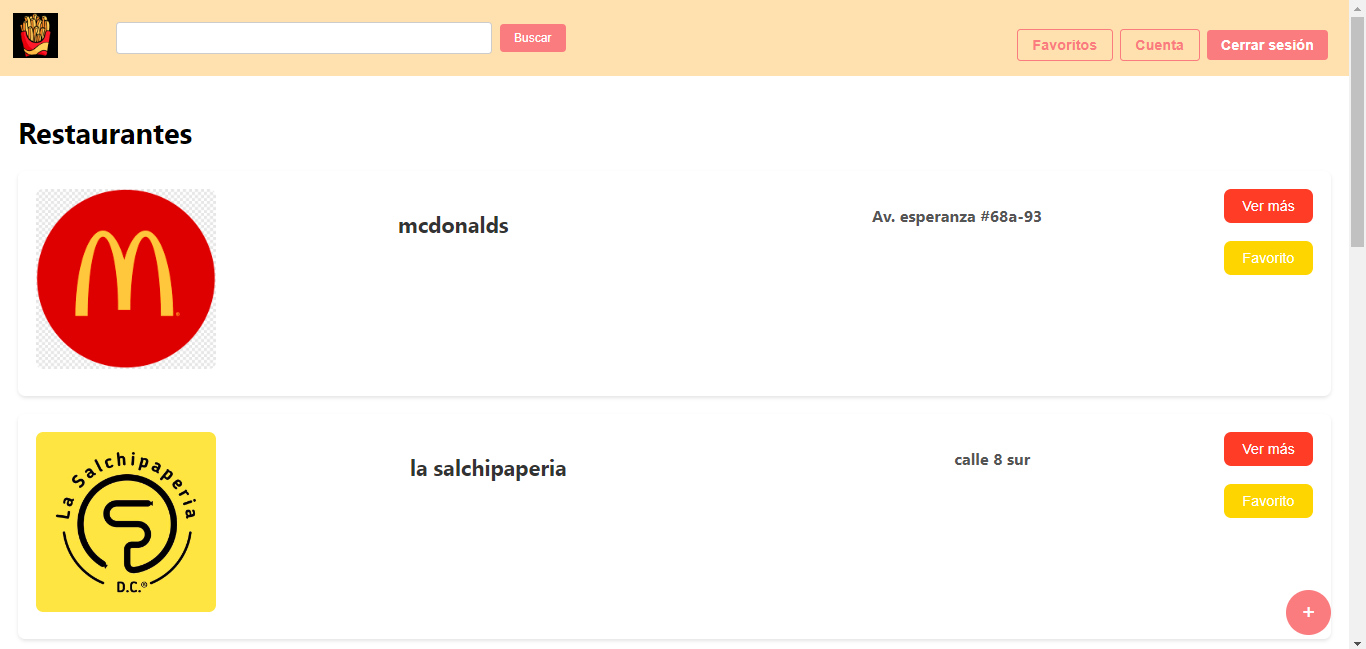 Buscar
Favoritos
Cuenta
Cerrar sesión
Restaurantes
mcdonalds
Av. esperanza #68a-93
Ver más
Favorito
La Salchipaperia
D.C.®
la salchipaperia
calle 8 sur
Ver más
Favorito
+